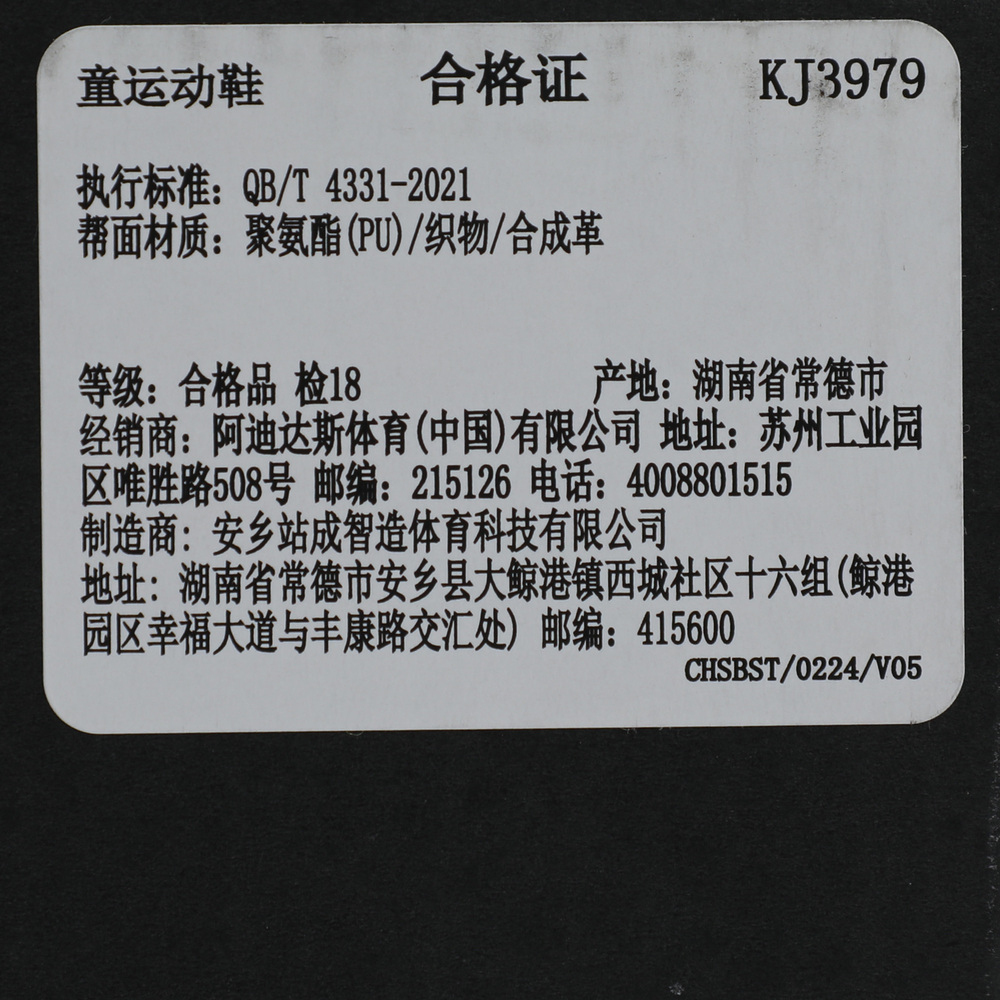 童运动鞋 合格证 KJ3979
执行标准：QB/T 4331-2021
帮面材质：聚氨酯(PU)/织物/合成革
等级：合格品 检18 产地：湖南省常德市
经销商：阿迪达斯体育(中国)有限公司 地址：苏州工业园
区唯胜路508号 邮编：215126 电话：4008801515
制造商：安乡站成智造体育科技有限公司
地址：湖南省常德市安乡县大鲸港镇西城社区十六组(鲸港
园区幸福大道与丰康路交汇处) 邮编：415600
CHSBST/0224/V05